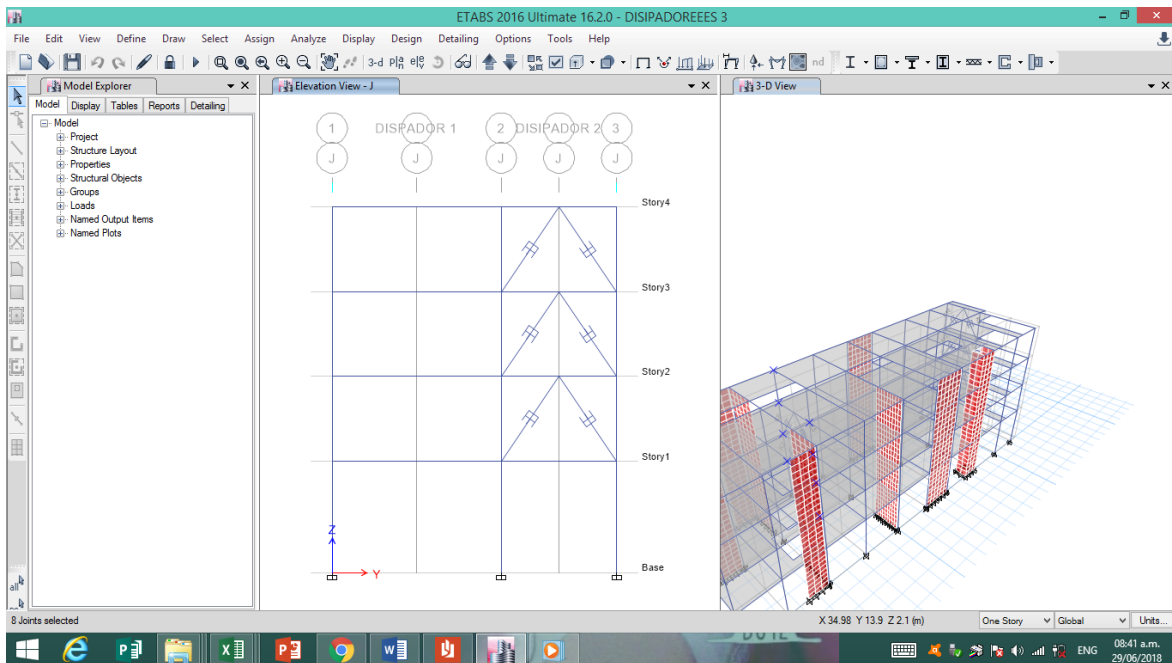 ETABS 2016 Ultimate 16.2.0 - DISIPADOREEES 3
File Edit View Define Draw Select Assign Analyze Display Design Detailing Options Tools Help
3-d nd
Model Explorer
Model Display Tables Reports Detailing
Model
Project
Structure Layout
Properties
Structural Objects
Groups
Loads
Named Output Items
Named Plots
Elevation View - J
1 DISPADOR 1 2 DISIPADOR 2 3
J J J J J
Story4
Story3
Story2
Story1
Base
Z
Y
3-D View
all
8 Joints selected
X 34.98 Y 13.9 Z 2.1 (m)
One Story Global Units...
ENG
08:41 a.m.
29/06/2018